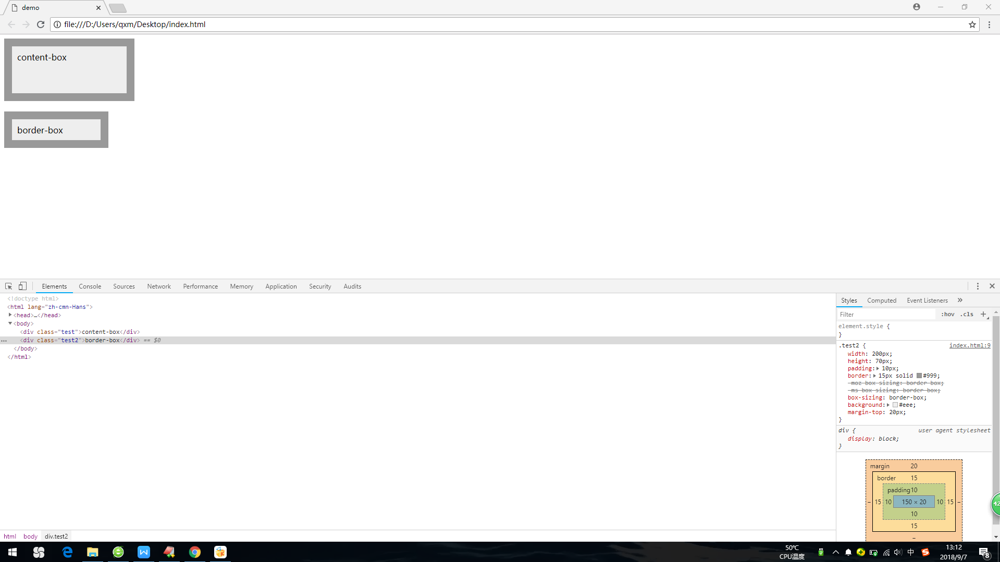 demo
file:///D:/Users/qxm/Desktop/index.html
content-box
border-box
Elements Console Sources Network Performance Memory Application Security Audits
<!doctype html>
<html lang="zh-cmn-Hans">
<head>…</head>
<body>
<div class="test">content-box</div>
<div class="test2">border-box</div> == $0
</body>
</html>
html body div.test2
Styles Computed Event Listeners »
Filter :hov .cls +
element.style {
}
.test2 { index.html:9
width: 200px;
height: 70px;
padding: 10px;
border: 15px solid #999;
-moz-box-sizing: border-box;
-ms-box-sizing: border-box;
box-sizing: border-box;
background: #eee;
margin-top: 20px;
}
div { user agent stylesheet
display: block;
}
margin 20
border 15
padding10
– 15 10 150 × 20 10 15 –
10
15
–
42
50℃
CPU温度
中
13:12
2018/9/7
8